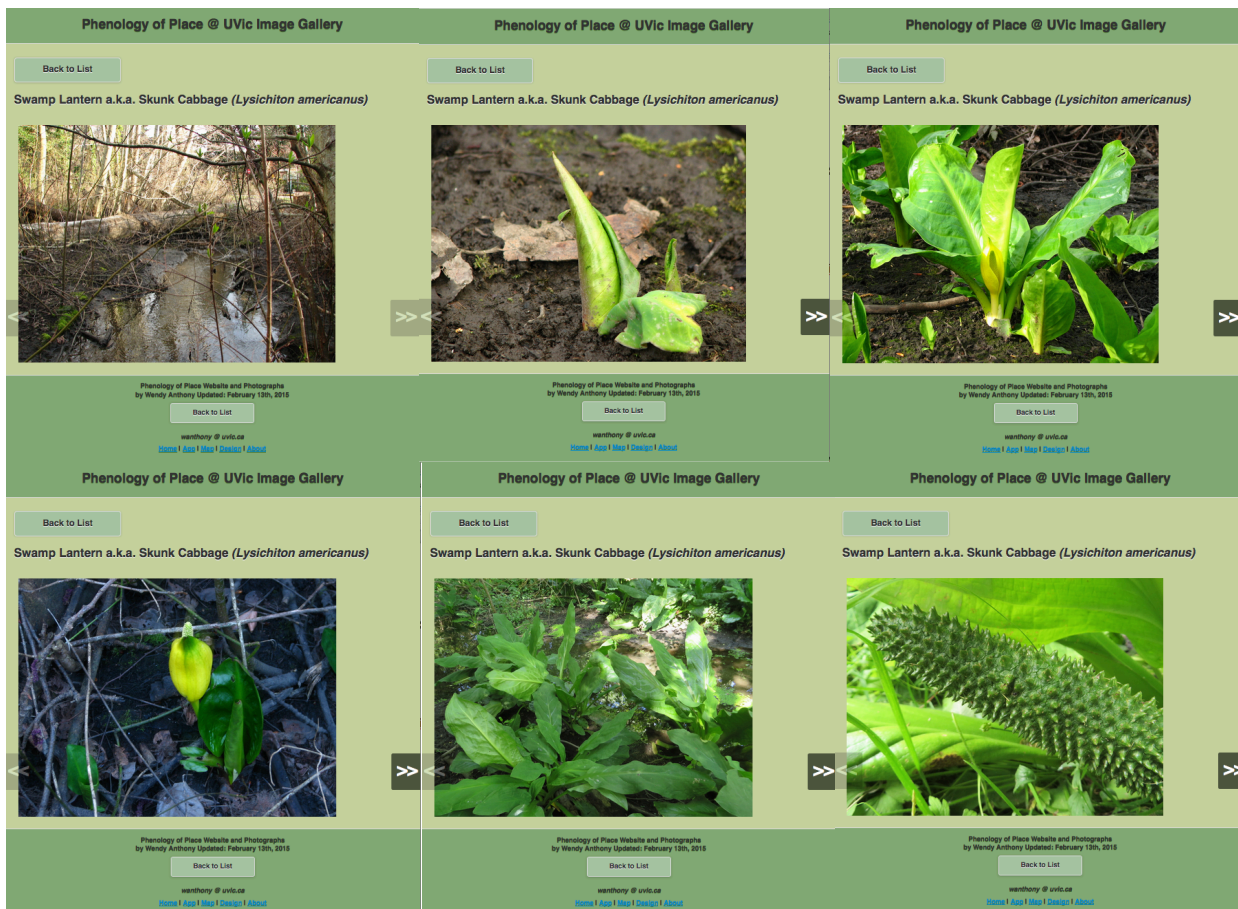 Phenology of Place @ UVic Image Gallery
Back to List
Swamp Lantern a.k.a. Skunk Cabbage (Lysichiton americanus)
<<
>>
Phenology of Place Website and Photographs
by Wendy Anthony Updated: February 13th, 2015
Back to List
wanthony @ uvic.ca
Home | App | Map | Design | About
Phenology of Place @ UVic Image Gallery
Back to List
Swamp Lantern a.k.a. Skunk Cabbage (Lysichiton americanus)
<<
>>
Phenology of Place Website and Photographs
by Wendy Anthony Updated: February 13th, 2015
Back to List
wanthony @ uvic.ca
Home | App | Map | Design | About
Phenology of Place @ UVic Image Gallery
Back to List
Swamp Lantern a.k.a. Skunk Cabbage (Lysichiton americanus)
<<
>>
Phenology of Place Website and Photographs
by Wendy Anthony Updated: February 13th, 2015
Back to List
wanthony @ uvic.ca
Home | App | Map | Design | About
Phenology of Place @ UVic Image Gallery
Back to List
Swamp Lantern a.k.a. Skunk Cabbage (Lysichiton americanus)
<<
>>
Phenology of Place Website and Photographs
by Wendy Anthony Updated: February 13th, 2015
Back to List
wanthony @ uvic.ca
Home | App | Map | Design | About
Phenology of Place @ UVic Image Gallery
Back to List
Swamp Lantern a.k.a. Skunk Cabbage (Lysichiton americanus)
<<
>>
Phenology of Place Website and Photographs
by Wendy Anthony Updated: February 13th, 2015
Back to List
wanthony @ uvic.ca
Home | App | Map | Design | About
Phenology of Place @ UVic Image Gallery
Back to List
Swamp Lantern a.k.a. Skunk Cabbage (Lysichiton americanus)
<<
>>
Phenology of Place Website and Photographs
by Wendy Anthony Updated: February 13th, 2015
Back to List
wanthony @ uvic.ca
Home | App | Map | Design | About